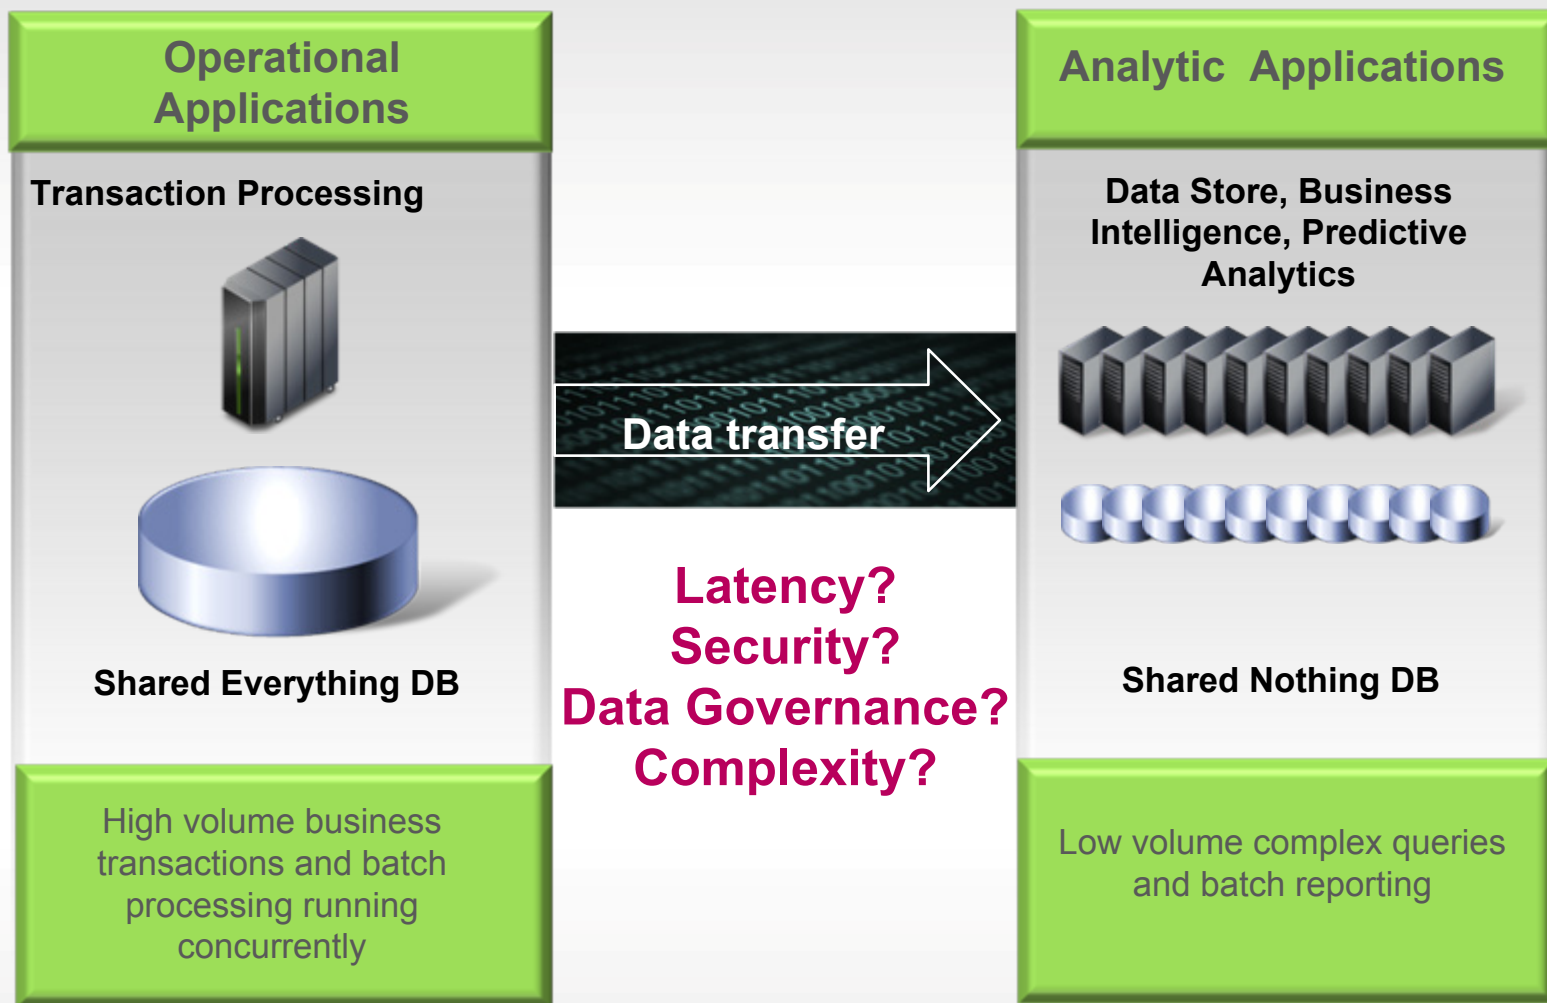 Operational
Applications
Transaction Processing
Shared Everything DB
High volume business
transactions and batch
processing running
concurrently
Data transfer
Latency?
Security?
Data Governance?
Complexity?
Analytic Applications
Data Store, Business
Intelligence, Predictive
Analytics
Shared Nothing DB
Low volume complex queries
and batch reporting